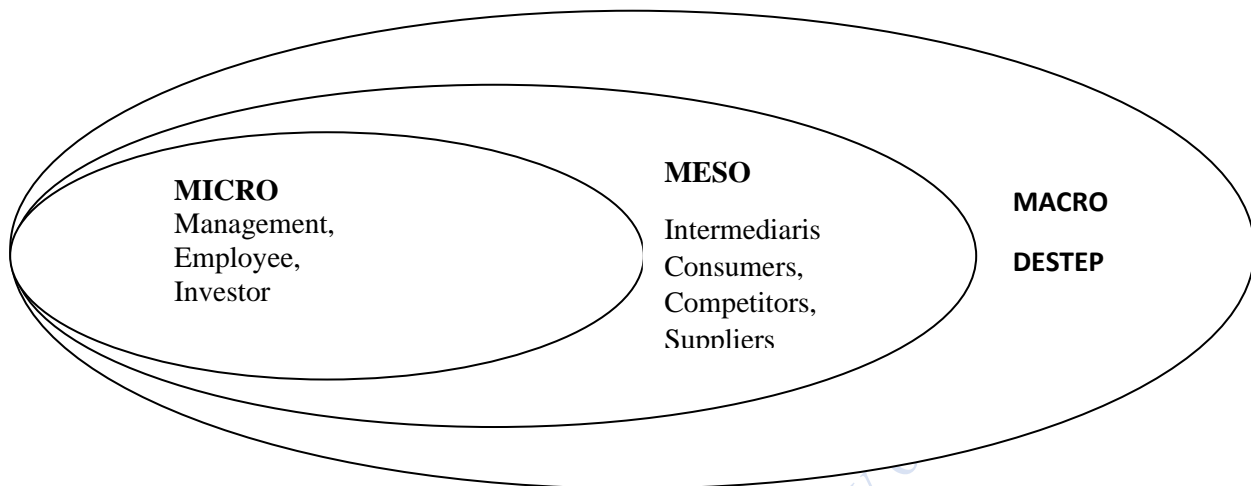 MICRO
Management,
Employee,
Investor
MESO
Intermediaris
Consumers,
Competitors,
Suppliers
MACRO
DESTEP